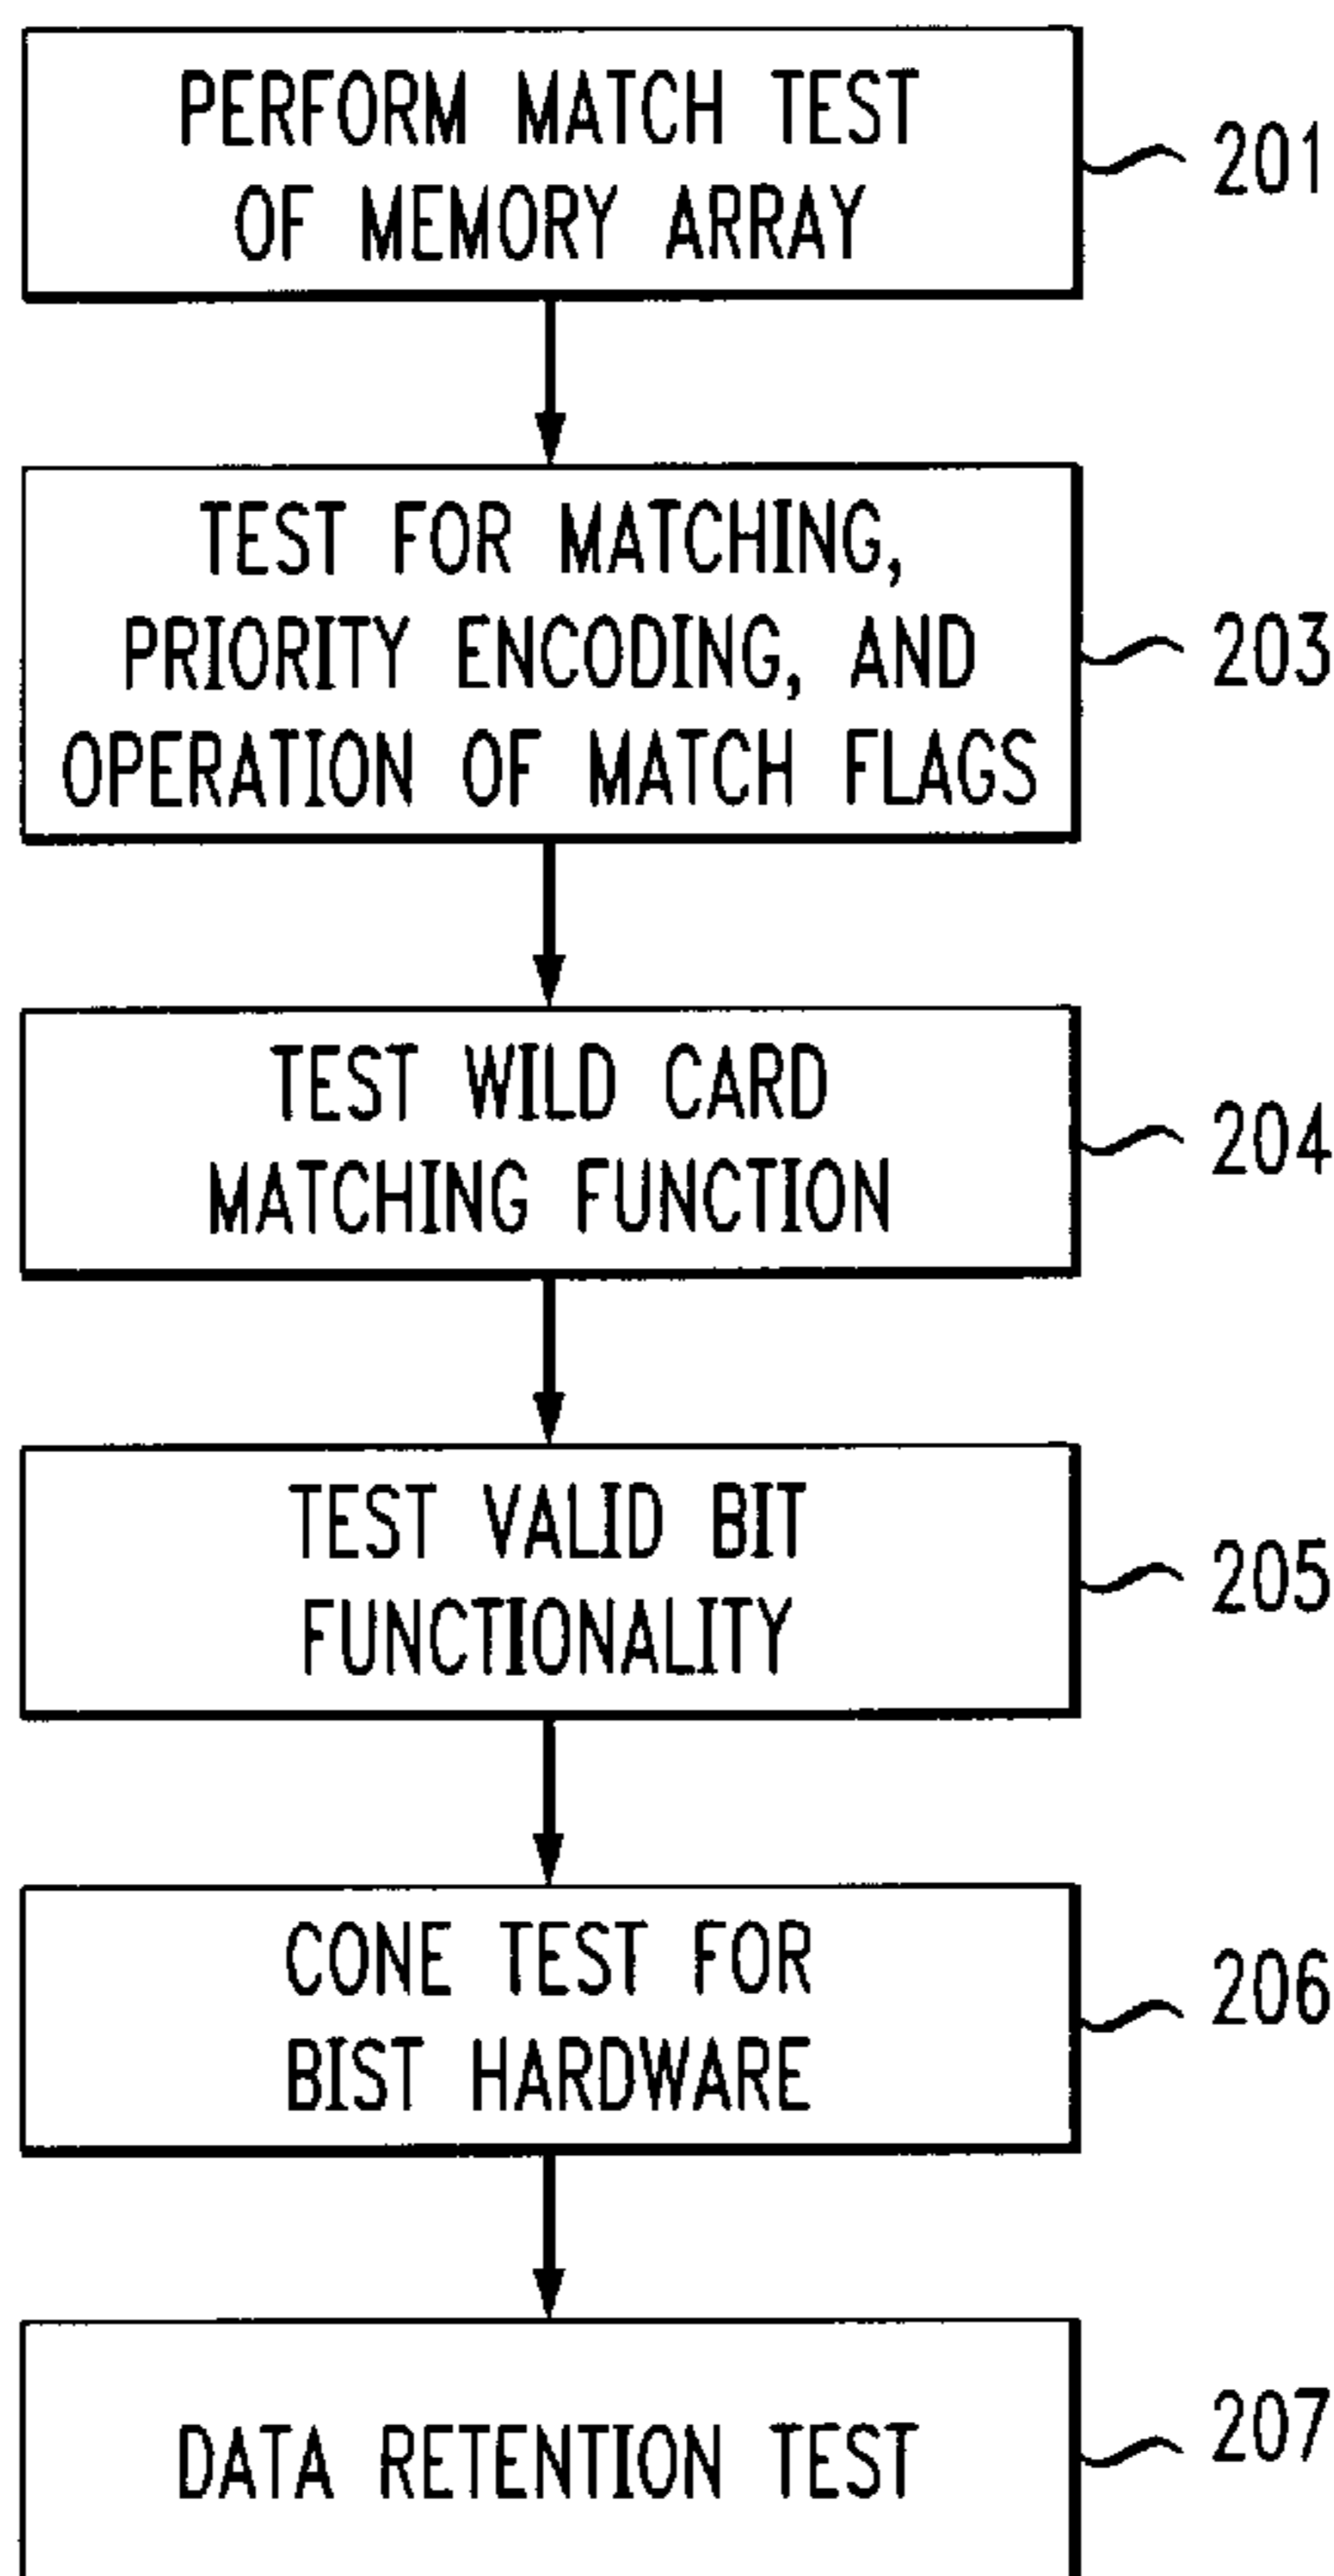 PERFORM MATCH TEST
OF MEMORY ARRAY
201
TEST FOR MATCHING,
PRIORITY ENCODING, AND
OPERATION OF MATCH FLAGS
203
TEST WILD CARD
MATCHING FUNCTION
204
TEST VALID BIT
FUNCTIONALITY
205
CONE TEST FOR
BIST HARDWARE
206
DATA RETENTION TEST
207